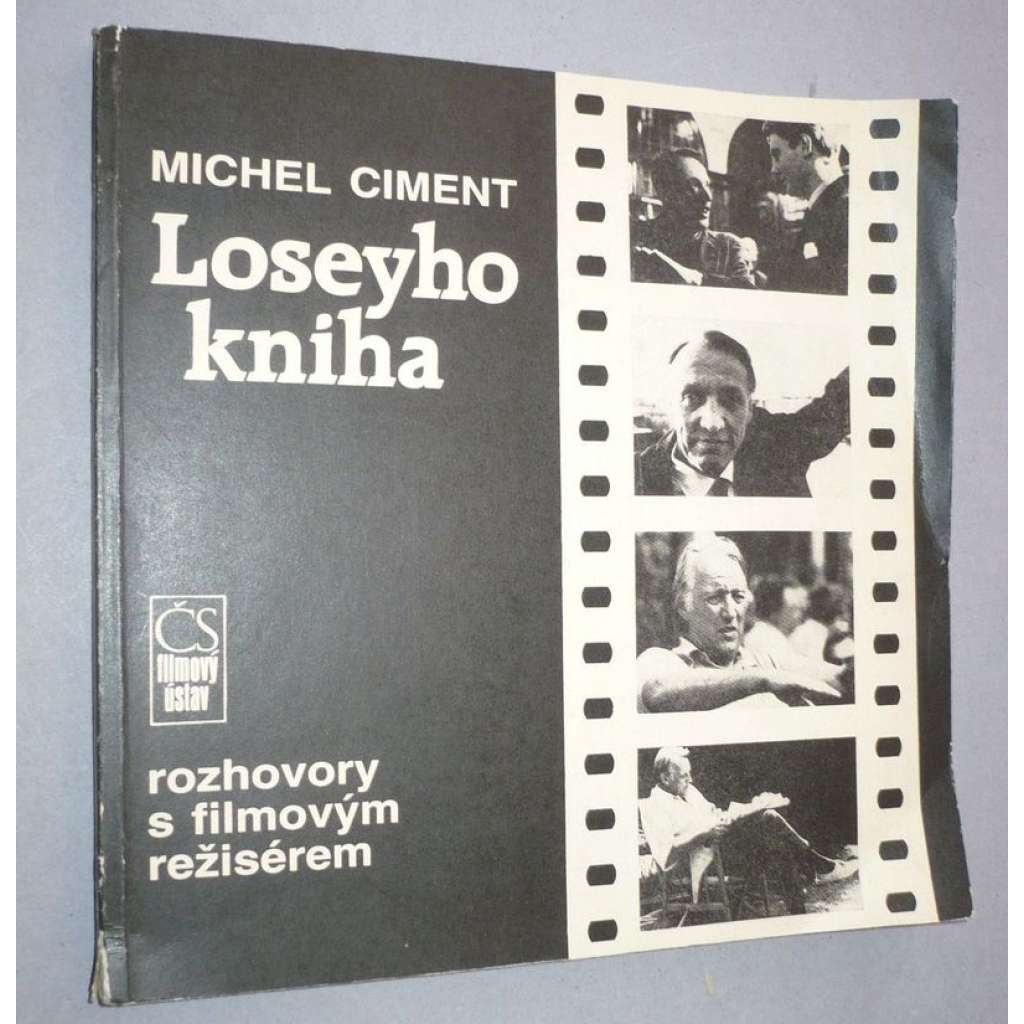 MICHEL CIMENT
Loseyho
kniha
ČS
filmový
ústav
rozhovory
s filmovým
režisérem